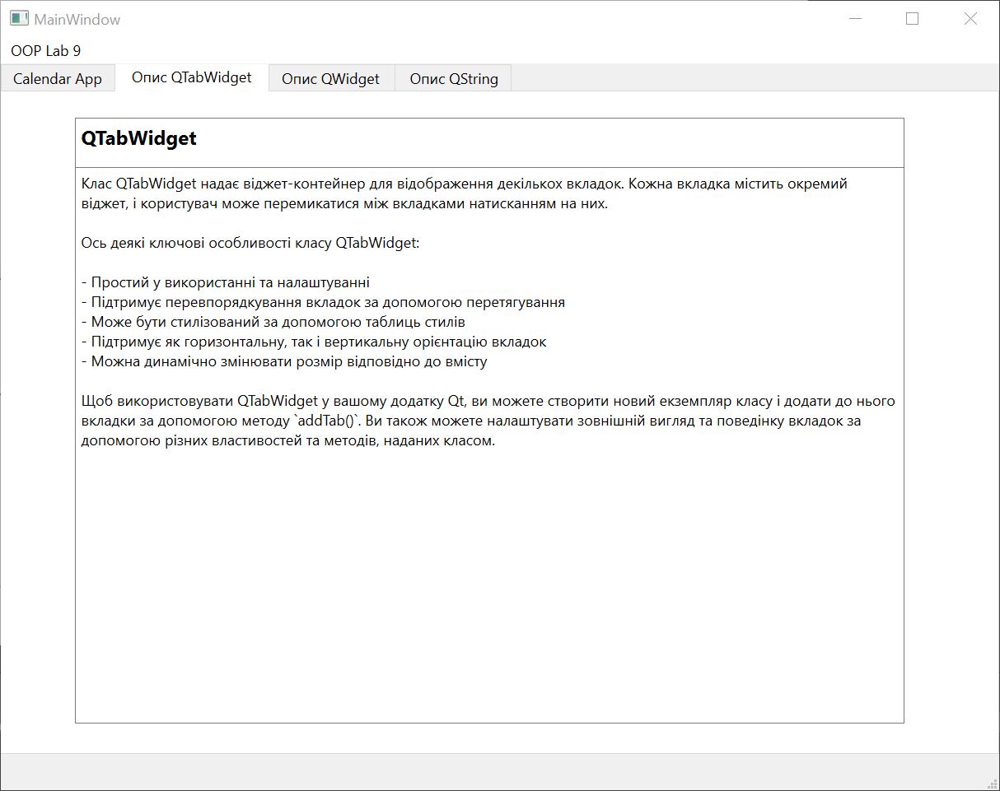 MainWindow
OOP Lab 9
Calendar App
Опис QTabWidget
Опис QWidget
Опис QString
QTabWidget
Клас QTabWidget надає віджет-контейнер для відображення декількох вкладок. Кожна вкладка містить окремий
віджет, і користувач може перемикатися між вкладками натисканням на них.
Ось деякі ключові особливості класу QTabWidget:
- Простий у використанні та налаштуванні
- Підтримує перевпорядкування вкладок за допомогою перетягування
- Може бути стилізований за допомогою таблиць стилів
- Підтримує як горизонтальну, так і вертикальну орієнтацію вкладок
- Можна динамічно змінювати розмір відповідно до вмісту
Щоб використовувати QTabWidget у вашому додатку Qt, ви можете створити новий екземпляр класу і додати до нього
вкладки за допомогою методу `addTab()`. Ви також можете налаштувати зовнішній вигляд та поведінку вкладок за
допомогою різних властивостей та методів, наданих класом.